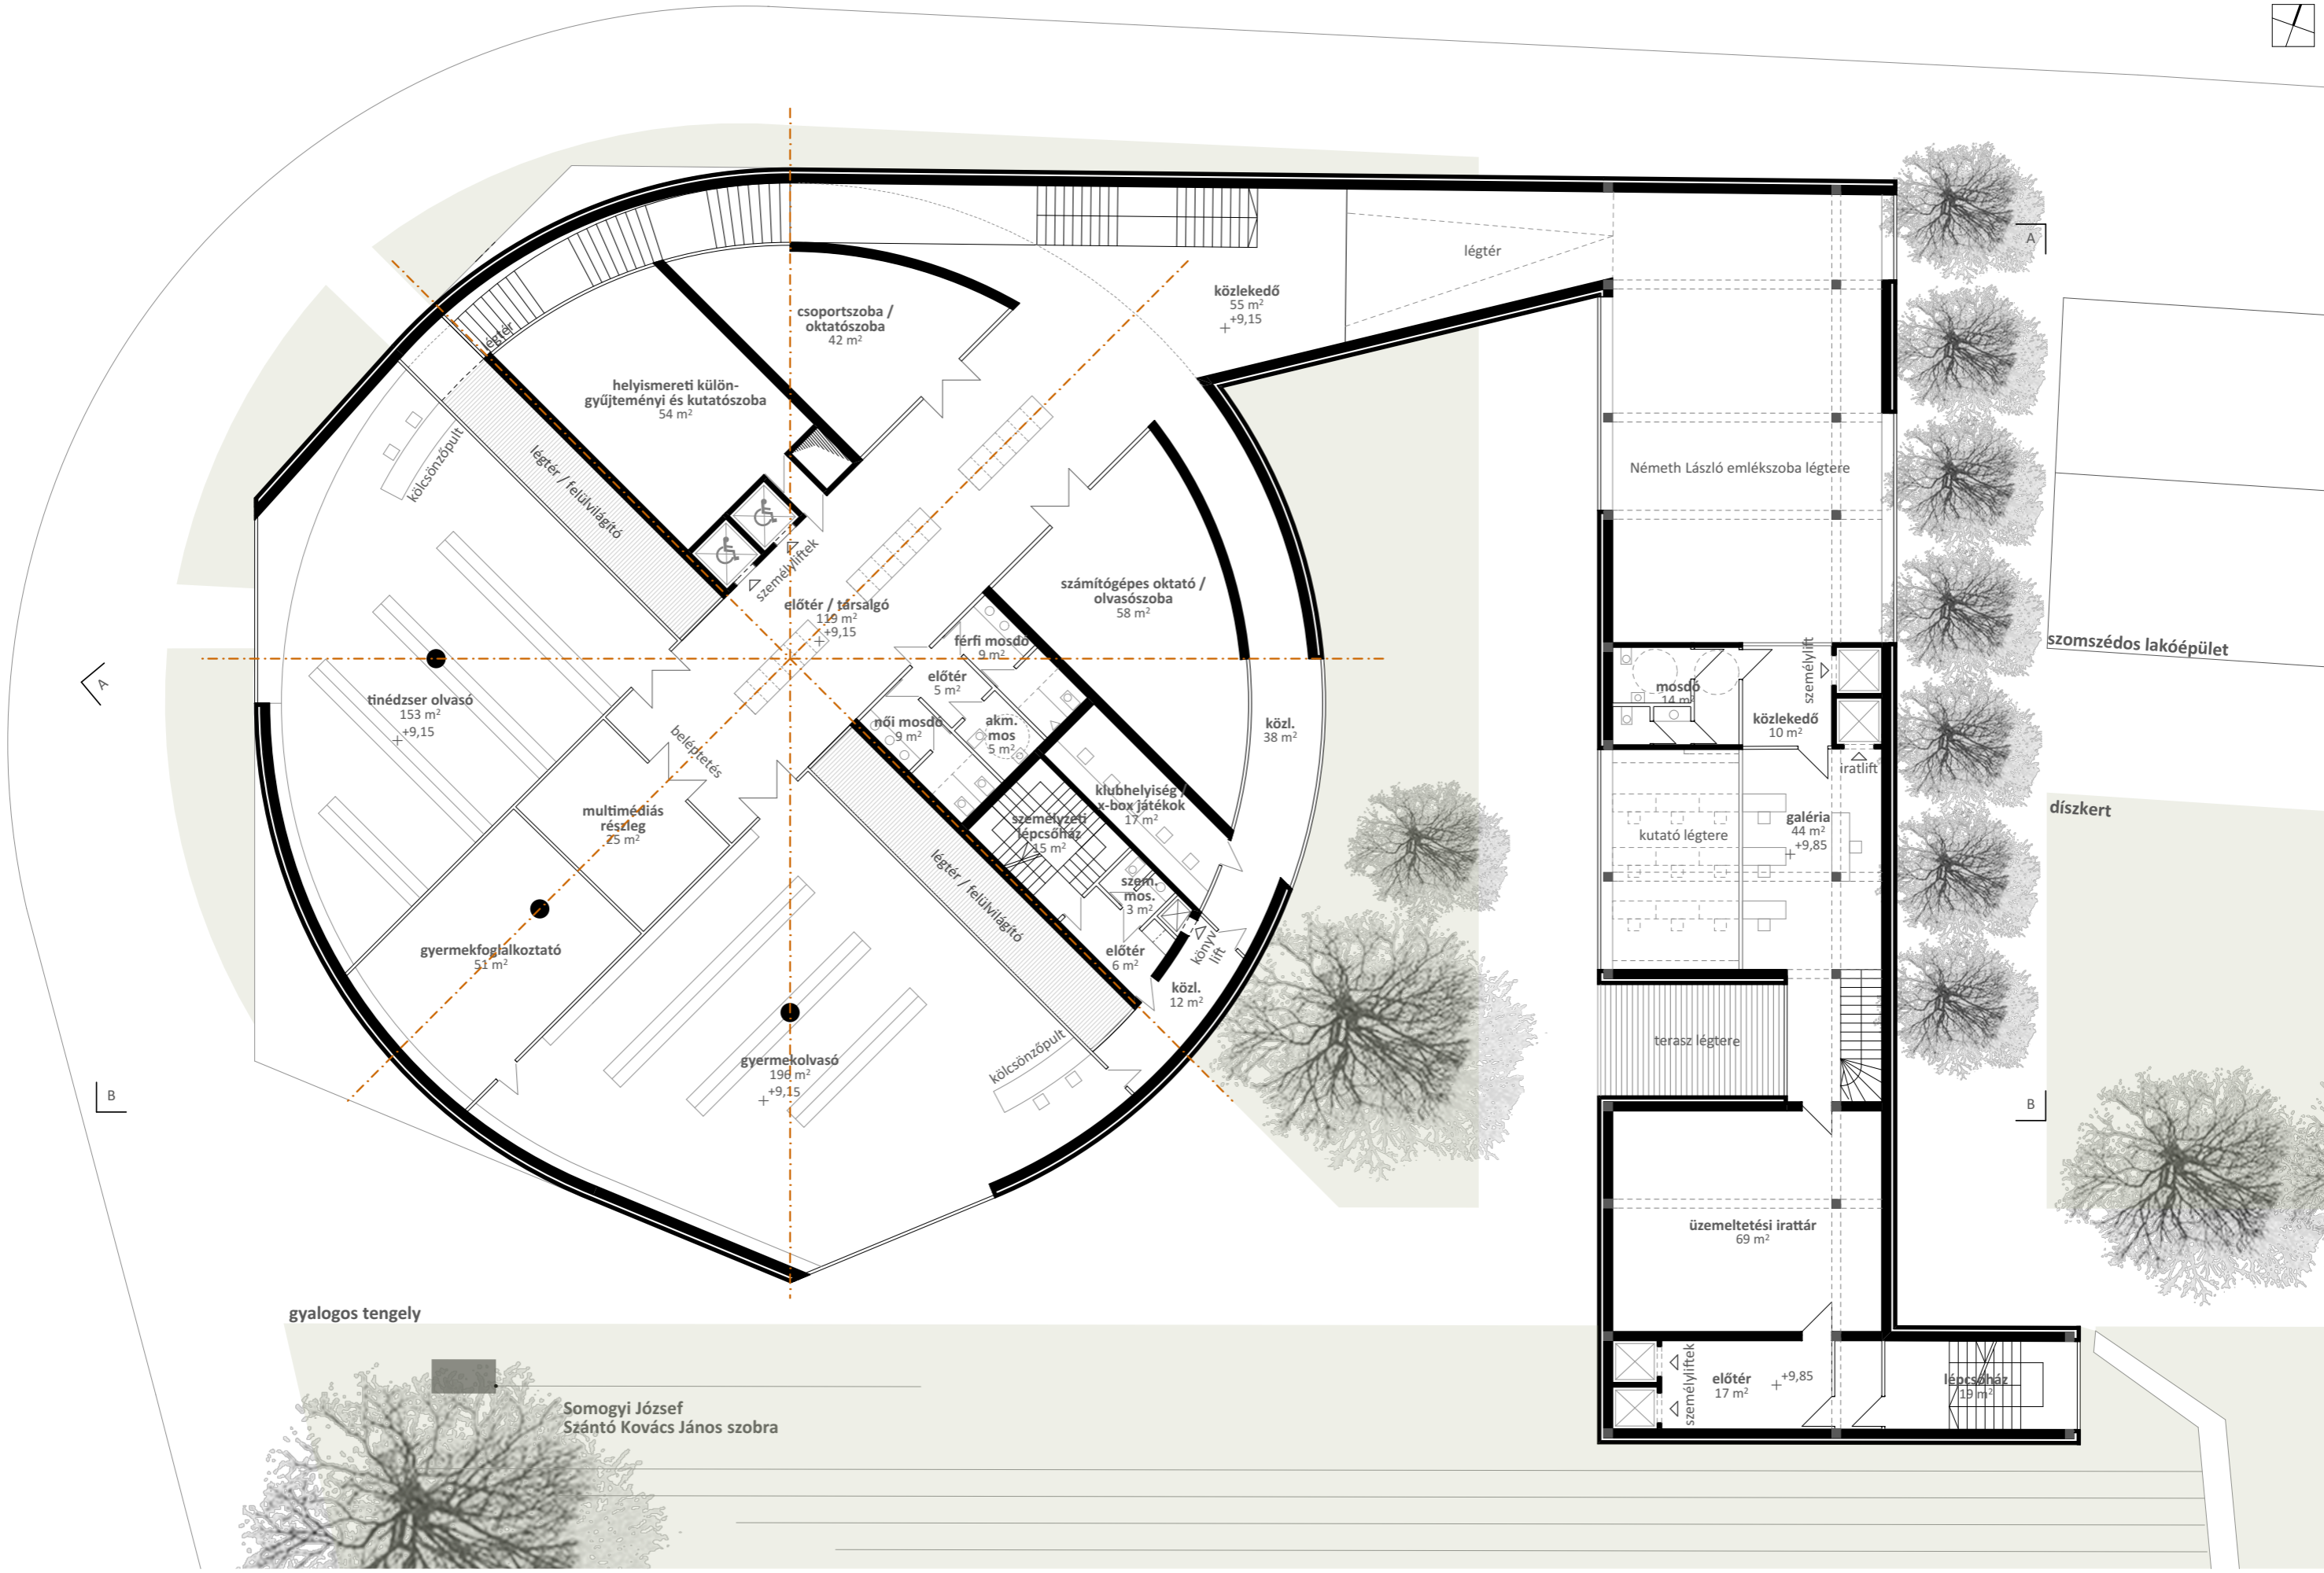 A
légtér
közlekedő
55 m²
+9,15
csoportszoba /
oktatószoba
42 m²
légtér
helyismereti külön-
gyűjteményi és kutatószoba
54 m²
kölcsönzőpult
légtér / felülvilágító
személyliftek
Németh László emlékszoba légtere
számítógépes oktató /
olvasószoba
58 m²
előtér / társalgó
119 m²
+9,15
férfi mosdó
9 m²
előtér
5 m²
női mosdó
9 m²
akm.
mos
5 m²
közl.
38 m²
A
tinédzser olvasó
153 m²
+9,15
beléptetés
multimédiás
részleg
25 m²
klubhelyiség /
x-box játékok
17 m²
személyzeti
lépcsőház
15 m²
légtér / felülvilágító
szem.
mos.
3 m²
könyv
lift
előtér
6 m²
közl.
12 m²
gyermekfoglalkoztató
51 m²
gyermekolvasó
196 m²
+9,15
kölcsönzőpult
mosdó
14 m²
személylift
közlekedő
10 m²
iratlift
kutató légtere
galéria
44 m²
+9,85
terasz légtere
szomszédos lakóépület
díszkert
B
B
üzemeltetési irattár
69 m²
személyliftek
előtér
17 m²
+9,85
lépcsőház
19 m²
gyalogos tengely
Somogyi József
Szántó Kovács János szobra